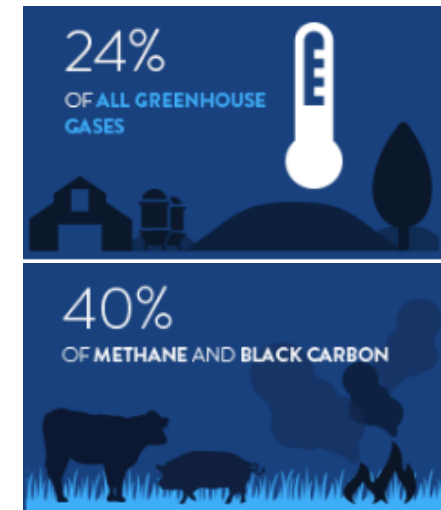 24%
OF ALL GREENHOUSE
GASES
40%
OF METHANE AND BLACK CARBON